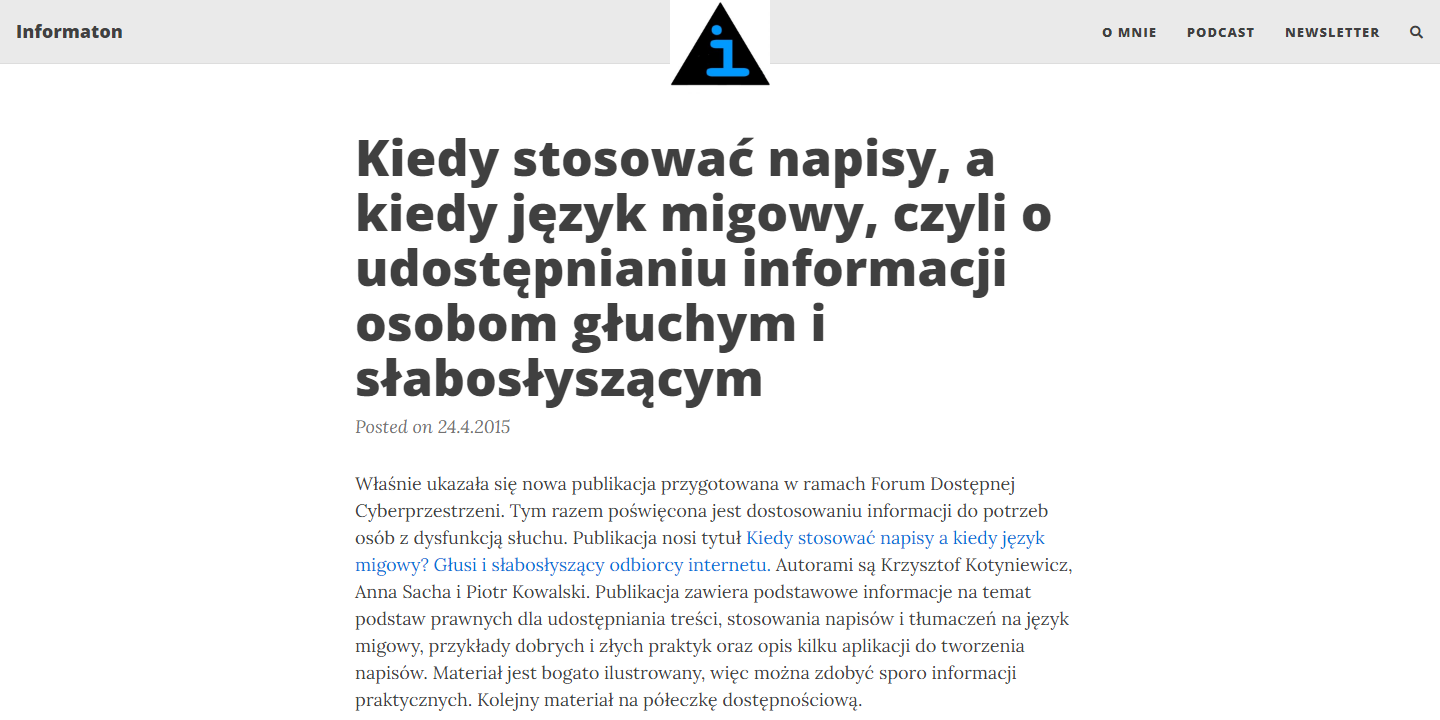 Informaton
O MNIE PODCAST NEWSLETTER
i
Kiedy stosować napisy, a
kiedy język migowy, czyli o
udostępnianiu informacji
osobom głuchym i
słabosłyszącym
Posted on 24.4.2015
Właśnie ukazała się nowa publikacja przygotowana w ramach Forum Dostępnej
Cyberprzestrzeni. Tym razem poświęcona jest dostosowaniu informacji do potrzeb
osób z dysfunkcją słuchu. Publikacja nosi tytuł Kiedy stosować napisy a kiedy język
migowy? Głusi i słabosłyszący odbiorcy internetu. Autorami są Krzysztof Kotyniewicz,
Anna Sacha i Piotr Kowalski. Publikacja zawiera podstawowe informacje na temat
podstaw prawnych dla udostępniania treści, stosowania napisów i tłumaczeń na język
migowy, przykłady dobrych i złych praktyk oraz opis kilku aplikacji do tworzenia
napisów. Materiał jest bogato ilustrowany, więc można zdobyć sporo informacji
praktycznych. Kolejny materiał na półeczkę dostępnościową.